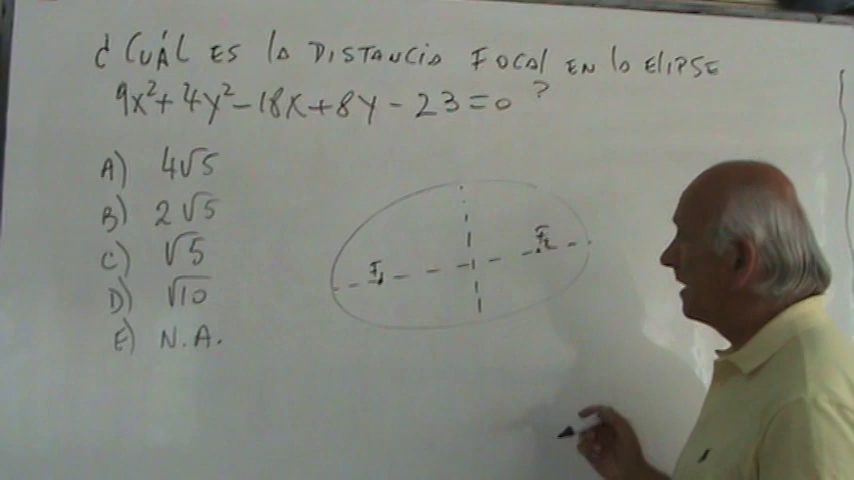 ¿CUÁL ES la DISTANCIA FOCAL EN la ElIPSE
9x²+4y²-18x+8y-23=0?
A) 4√5
B) 2√5
C) √5
D) √10
E) N.A.
F₁
F₂